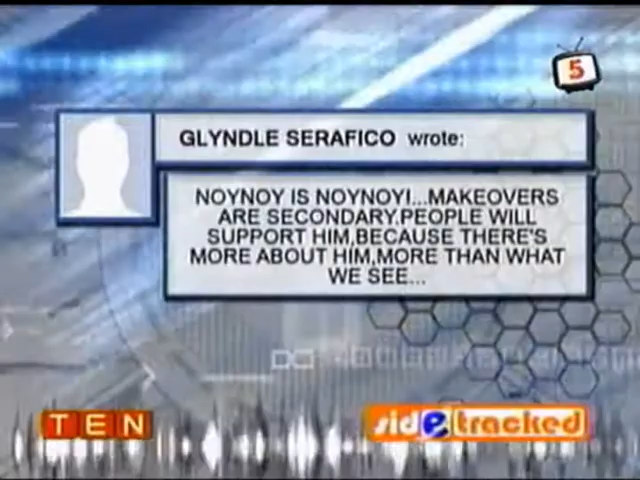 5
GLYNDLE SERAFICO wrote:
NOYNOY IS NOYNOY!...MAKEOVERS
ARE SECONDARY.PEOPLE WILL
SUPPORT HIM,BECAUSE THERE'S
MORE ABOUT HIM,MORE THAN WHAT
WE SEE...
TEN
sidetracked